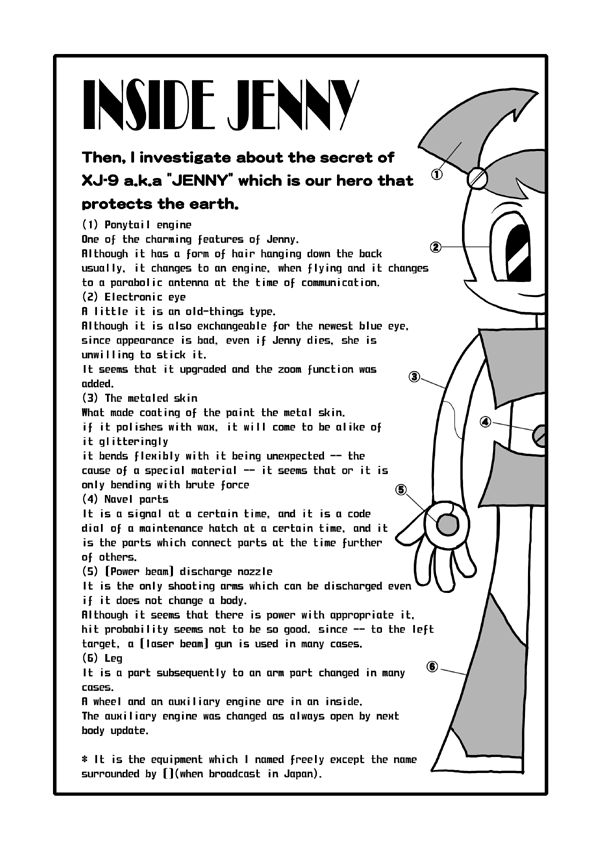 INSIDE JENNY
Then, I investigate about the secret of
XJ-9 a.k.a "JENNY" which is our hero that
protects the earth.
(1) Ponytail engine
One of the charming features of Jenny.
Although it has a form of hair hanging down the back
usually, it changes to an engine, when flying and it changes
to a parabolic antenna at the time of communication.
(2) Electronic eye
A little it is an old-things type.
Although it is also exchangeable for the newest blue eye,
since appearance is bad, even if Jenny dies, she is
unwilling to stick it.
It seems that it upgraded and the zoom function was
added.
(3) The metaled skin
What made coating of the paint the metal skin.
if it polishes with wax, it will come to be alike of
it glitteringly
it bends flexibly with it being unexpected -- the
cause of a special material -- it seems that or it is
only bending with brute force
(4) Navel parts
It is a signal at a certain time, and it is a code
dial of a maintenance hatch at a certain time, and it
is the parts which connect parts at the time further
of others.
(5) [Power beam] discharge nozzle
It is the only shooting arms which can be discharged even
if it does not change a body.
Although it seems that there is power with appropriate it,
hit probability seems not to be so good, since -- to the left
target, a [laser beam] gun is used in many cases.
(6) Leg
It is a part subsequently to an arm part changed in many
cases.
A wheel and an auxiliary engine are in an inside.
The auxiliary engine was changed as always open by next
body update.
* It is the equipment which I named freely except the name
surrounded by [](when broadcast in Japan).
①
②
③
④
⑤
⑥